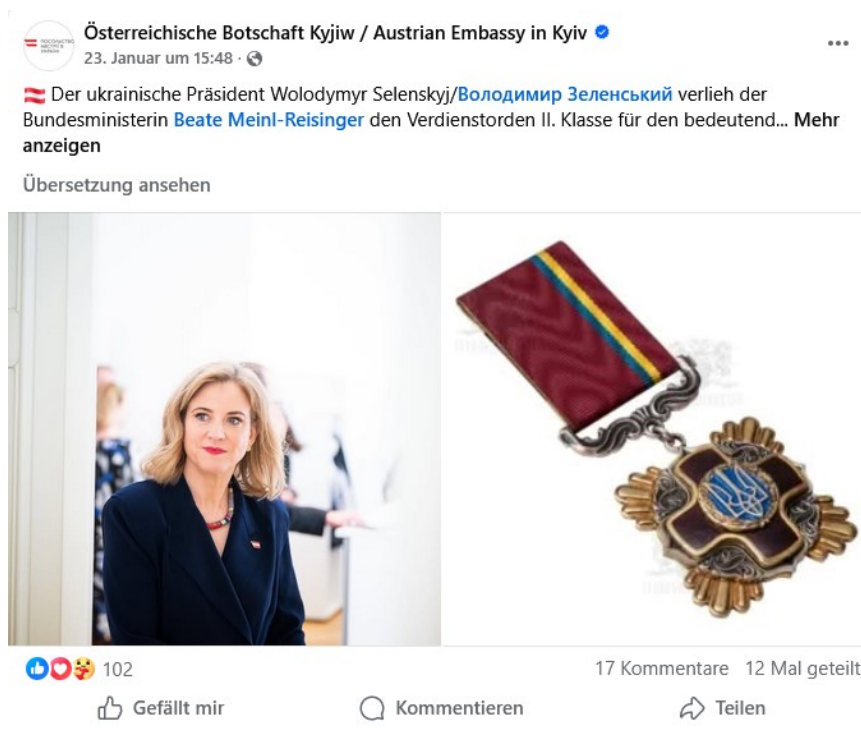 Österreichische Botschaft Kyjiw / Austrian Embassy in Kyiv
23. Januar um 15:48 ·
Der ukrainische Präsident Wolodymyr Selenskyj/Володимир Зеленський verlieh der
Bundesministerin Beate Meinl-Reisinger den Verdienstorden II. Klasse für den bedeutend... Mehr
anzeigen
Übersetzung ansehen
102
17 Kommentare 12 Mal geteilt
Gefällt mir
Kommentieren
Teilen